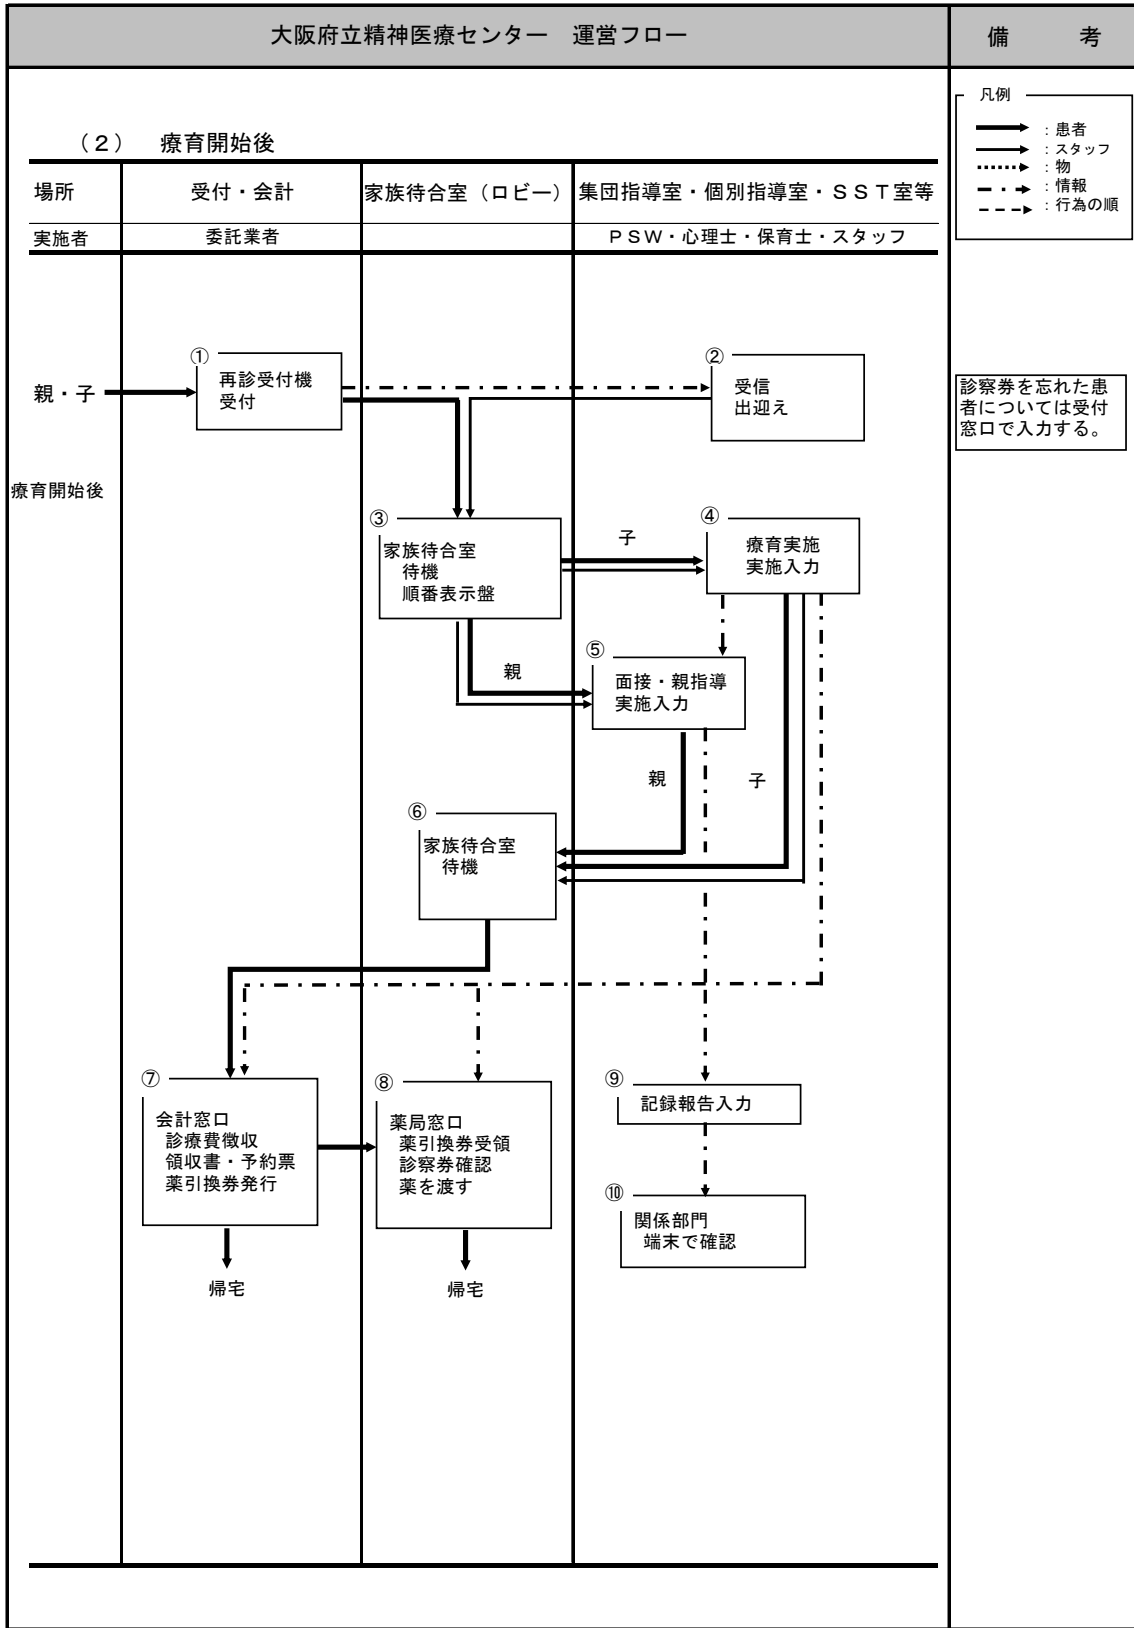 大阪府立精神医療センター　運営フロー
備　　考
凡例
：患者
：スタッフ
：物
：情報
：行為の順
（２）　療育開始後
場所
受付・会計
家族待合室（ロビー）
集団指導室・個別指導室・ＳＳＴ室等
実施者
委託業者
ＰＳＷ・心理士・保育士・スタッフ
親・子
①
再診受付機
受付
②
受信
出迎え
診察券を忘れた患
者については受付
窓口で入力する。
療育開始後
③
家族待合室
待機
順番表示盤
子
④
療育実施
実施入力
親
⑤
面接・親指導
実施入力
親
子
⑥
家族待合室
待機
⑦
会計窓口
診療費徴収
領収書・予約票
薬引換券発行
帰宅
⑧
薬局窓口
薬引換券受領
診察券確認
薬を渡す
帰宅
⑨
記録報告入力
⑩
関係部門
端末で確認